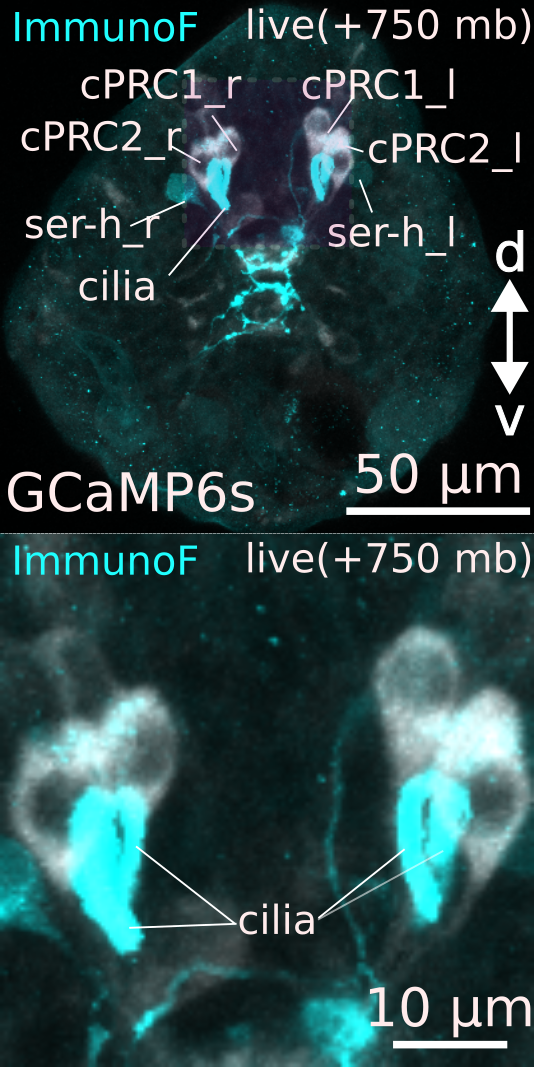 ImmunoF live(+750 mb)
cPRC1_r cPRC1_l
cPRC2_r cPRC2_l
ser-h_r ser-h_l
cilia
d
v
50 µm
GCaMP6s
ImmunoF live(+750 mb)
cilia
10 µm